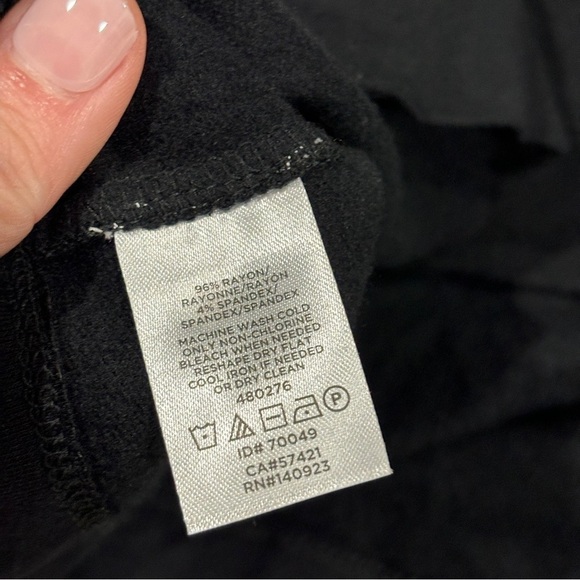 96% RAYON/
RAYONNE/RAYON
4% SPANDEX/
SPANDEX/SPANDEX
MACHINE WASH COLD
ONLY NON-CHLORINE
BLEACH WHEN NEEDED
RESHAPE DRY FLAT
COOL IRON IF NEEDED
OR DRY CLEAN
480276
P
ID# 70049
CA#57421
RN#140923